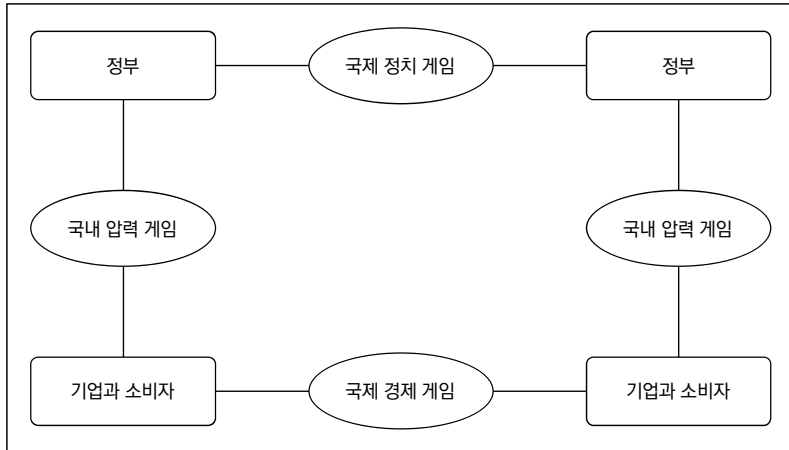 정부
국제 정치 게임
정부
국내 압력 게임
국내 압력 게임
기업과 소비자
국제 경제 게임
기업과 소비자